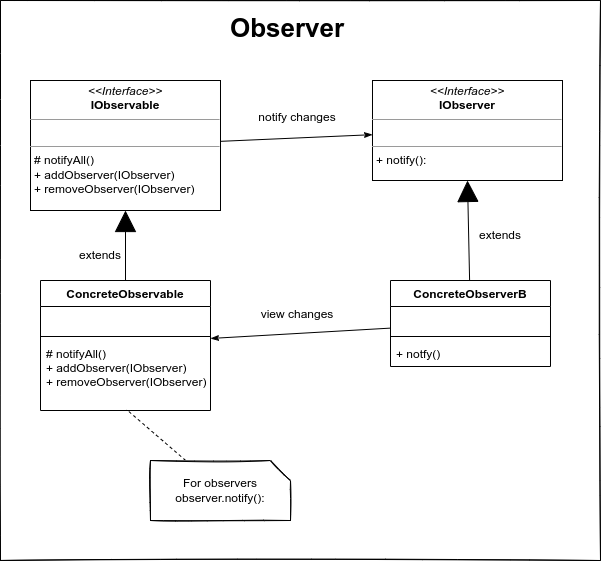 Observer
<<Interface>>
IObservable
# notifyAll()
+ addObserver(IObserver)
+ removeObserver(IObserver)
notify changes
<<Interface>>
IObserver
+ notify():
extends
extends
ConcreteObservable
# notifyAll()
+ addObserver(IObserver)
+ removeObserver(IObserver)
view changes
ConcreteObserverB
+ notfy()
For observers
observer.notify():